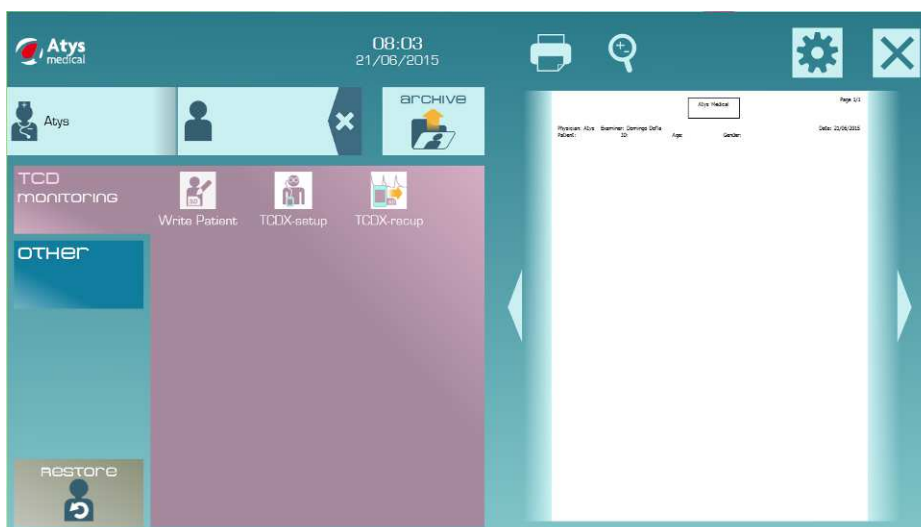 Atys
medical
08:03
21/06/2015
Atys
ARCHIVE
TCD
MONITORING
Write Patient
TCDX-setup
TCDX-recup
OTHER
RESTORE
Atys Medical
Page 1/1
Physician: Atys Examiner: Domingo Dofla
Date: 21/06/2015
Patient: ID: Age: Gender: